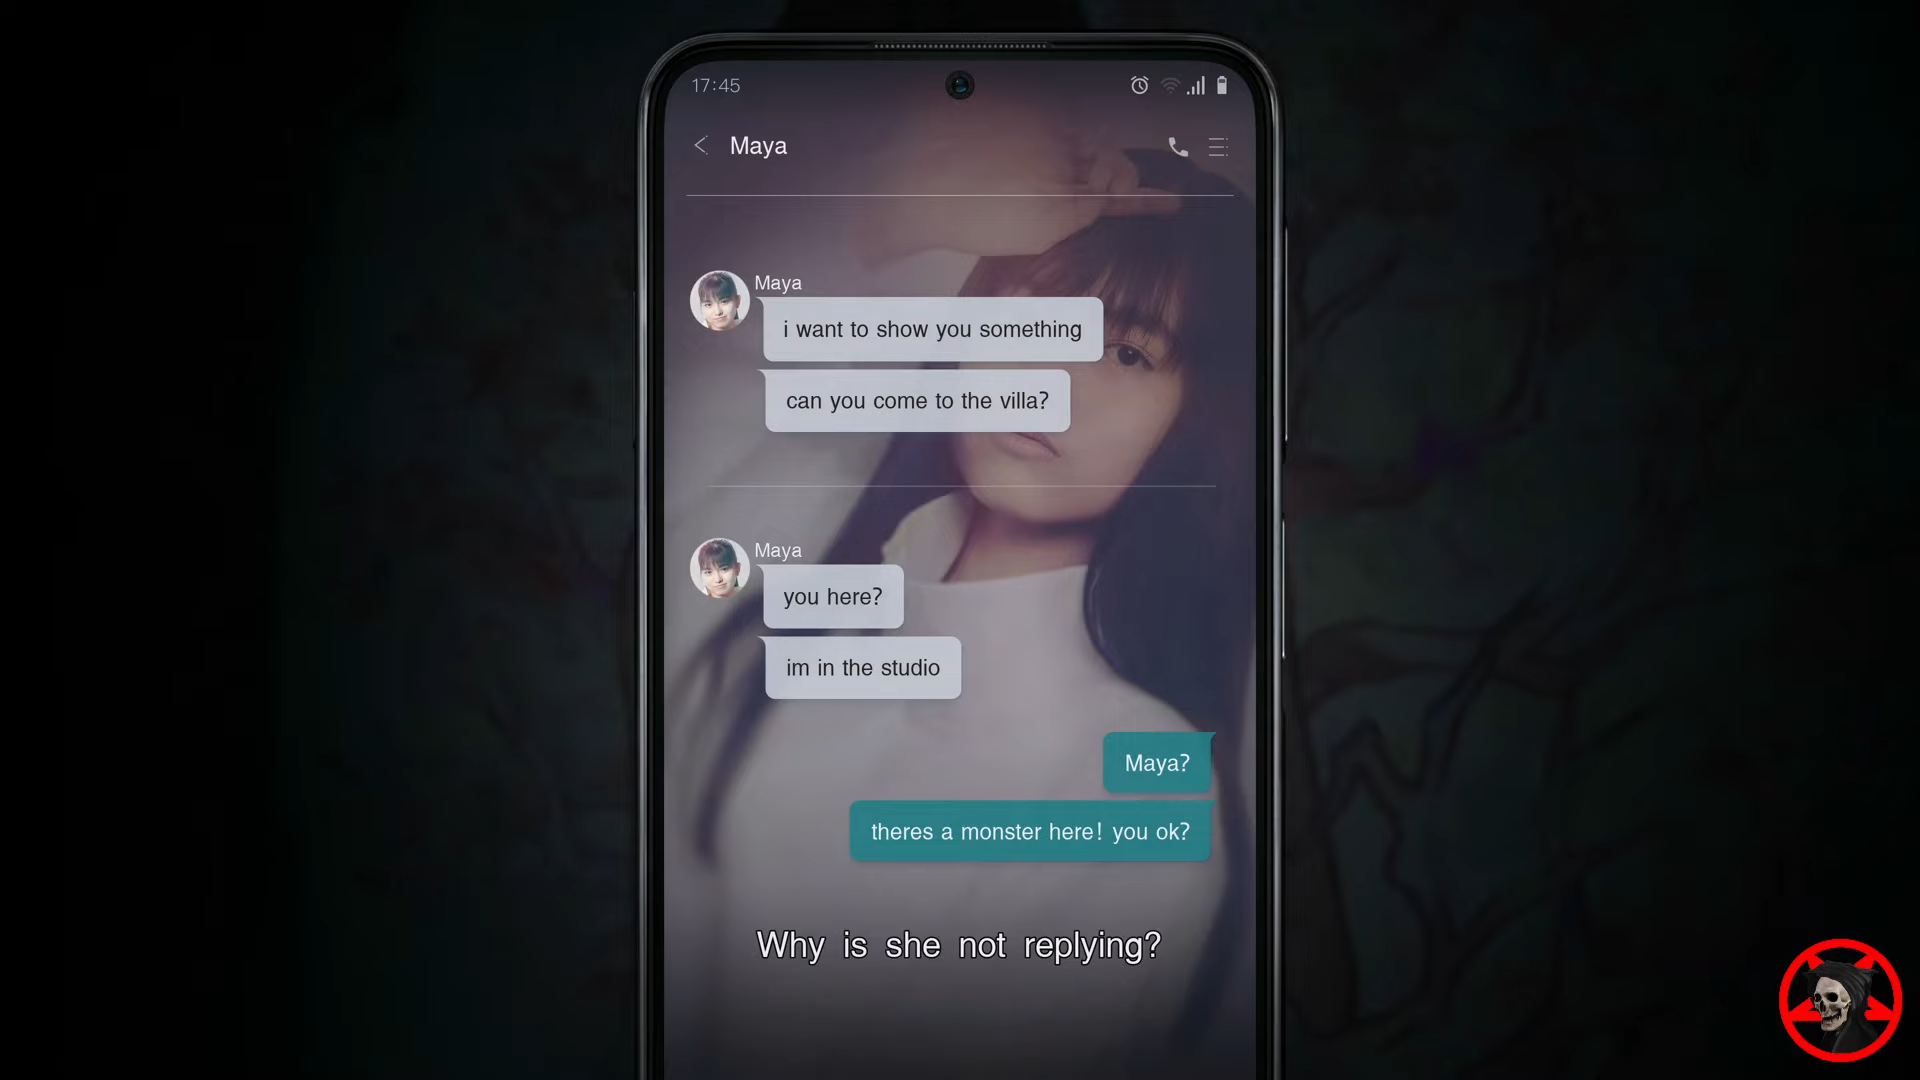 17:45
Maya
Maya
i want to show you something
can you come to the villa?
Maya
you here?
im in the studio
Maya?
theres a monster here! you ok?
Why is she not replying?